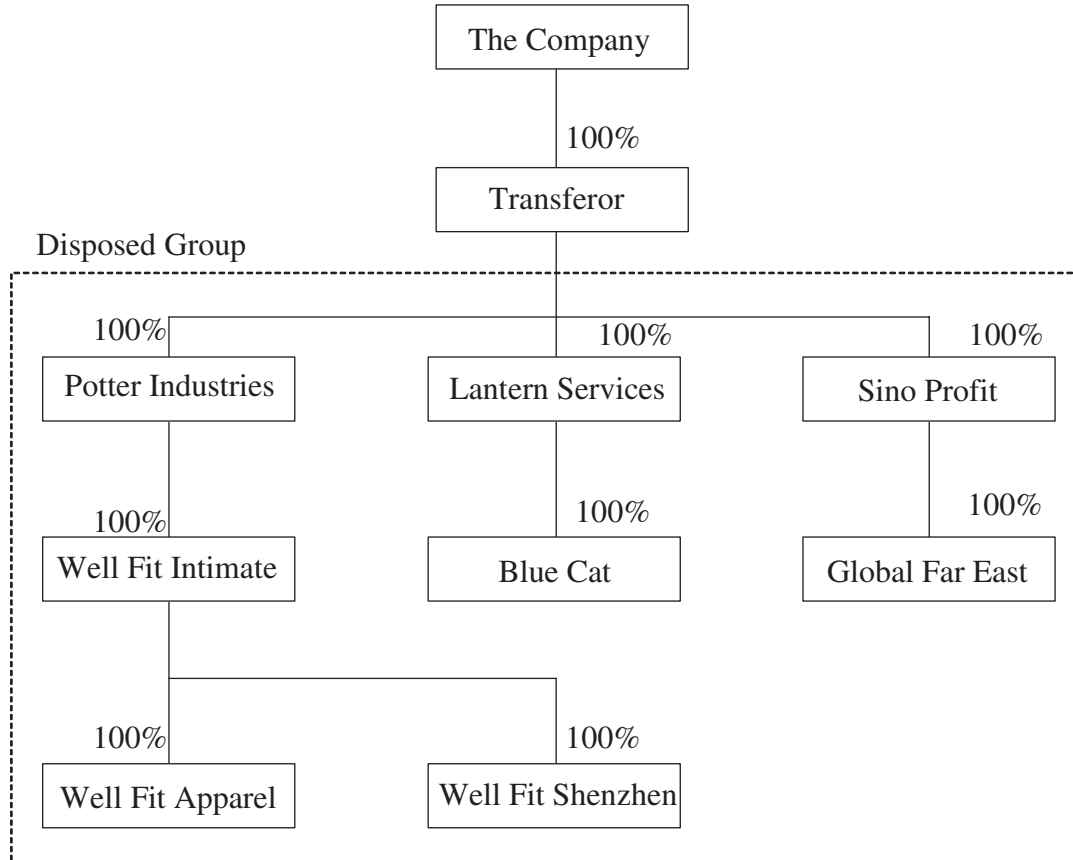 The Company
100%
Transferor
Disposed Group
100%
100%
100%
Potter Industries
Lantern Services
Sino Profit
100%
100%
100%
Well Fit Intimate
Blue Cat
Global Far East
100%
100%
Well Fit Apparel
Well Fit Shenzhen